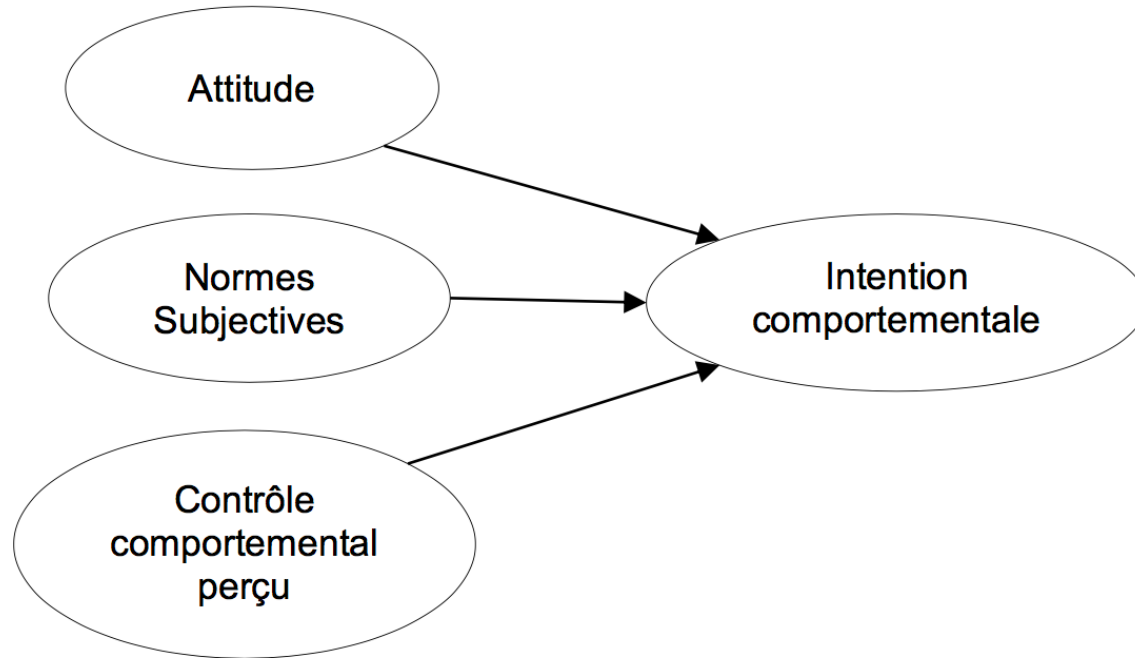 Attitude
Normes
Subjectives
Contrôle
comportemental
perçu
Intention
comportementale